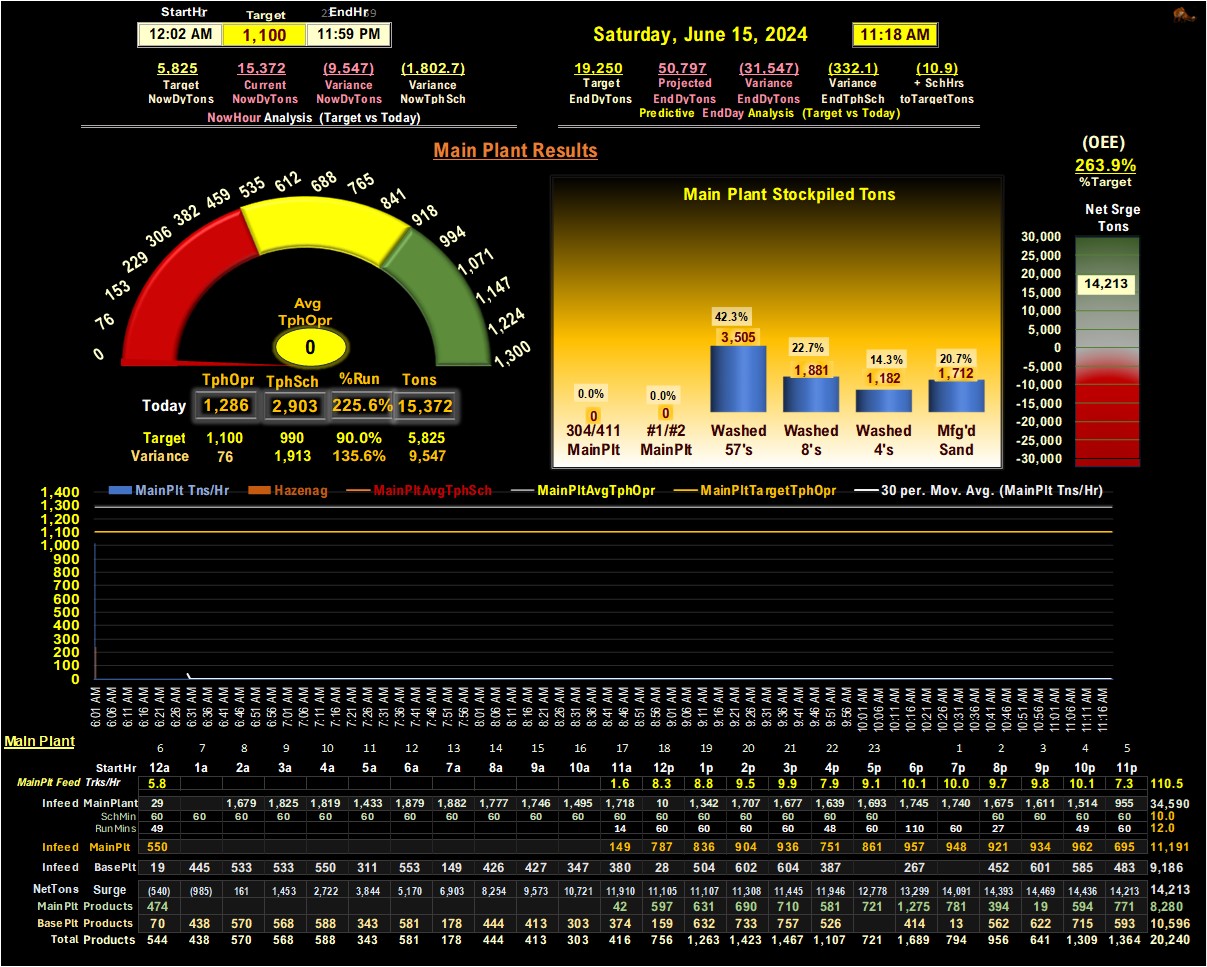 StartHr Target EndHr
12:02 AM 1,100 11:59 PM
Saturday, June 15, 2024 11:18 AM
5,825 15,372 (9,547) (1,802.7)
Target Current Variance Variance
NowDyTons NowDyTons NowDyTons NowTphSch
NowHour Analysis (Target vs Today)
19,250 50,797 (31,547) (332.1) (10.9)
Target Projected Variance Variance + SchHrs
EndDyTons EndDyTons EndDyTons EndTphSch toTargetTons
Predictive EndDay Analysis (Target vs Today)
Main Plant Results
(OEE)
263.9%
%Target
Net Srge
Tons
0 76 153 229 306 382 459 535 612 688 765 841 918 994 1,071 1,147 1,224 1,300
Avg
TphOpr
0
TphOpr TphSch %Run Tons
Today 1,286 2,903 225.6% 15,372
Target 1,100 990 90.0% 5,825
Variance 76 1,913 135.6% 9,547
Main Plant Stockpiled Tons
0.0% 0.0% 42.3% 22.7% 14.3% 20.7%
0 0 3,505 1,881 1,182 1,712
304/411 #1/#2 Washed Washed Washed Mfg'd
MainPlt MainPlt 57's 8's 4's Sand
30,000
25,000
20,000
15,000
10,000
5,000
0
-5,000
-10,000
-15,000
-20,000
-25,000
-30,000
14,213
MainPlt Tns/Hr Hazenag MainPltAvgTphSch MainPltAvgTphOpr MainPltTargetTphOpr 30 per. Mov. Avg. (MainPlt Tns/Hr)
1,400
1,300
1,200
1,100
1,000
900
800
700
600
500
400
300
200
100
0
6:01 AM 6:06 AM 6:11 AM 6:16 AM 6:21 AM 6:26 AM 6:31 AM 6:36 AM 6:41 AM 6:46 AM 6:51 AM 6:56 AM 7:01 AM 7:06 AM 7:11 AM 7:16 AM 7:21 AM 7:26 AM 7:31 AM 7:36 AM 7:41 AM 7:46 AM 7:51 AM 7:56 AM 8:01 AM 8:06 AM 8:11 AM 8:16 AM 8:21 AM 8:26 AM 8:31 AM 8:36 AM 8:41 AM 8:46 AM 8:51 AM 8:56 AM 9:01 AM 9:06 AM 9:11 AM 9:16 AM 9:21 AM 9:26 AM 9:31 AM 9:36 AM 9:41 AM 9:46 AM 9:51 AM 9:56 AM 10:01 AM 10:06 AM 10:11 AM 10:16 AM 10:21 AM 10:26 AM 10:31 AM 10:36 AM 10:41 AM 10:46 AM 10:51 AM 10:56 AM 11:01 AM 11:06 AM 11:11 AM 11:16 AM
Main Plant
6 7 8 9 10 11 12 13 14 15 16 17 18 19 20 21 22 23 1 2 3 4 5
StartHr 12a 1a 2a 3a 4a 5a 6a 7a 8a 9a 10a 11a 12p 1p 2p 3p 4p 5p 6p 7p 8p 9p 10p 11p
MainPlt Feed Trks/Hr 5.8 1.6 8.3 8.8 9.5 9.9 7.9 9.1 10.1 10.0 9.7 9.8 10.1 7.3 110.5
Infeed MainPlant 29 1,679 1,825 1,819 1,433 1,879 1,882 1,777 1,746 1,495 1,718 10 1,342 1,707 1,677 1,639 1,693 1,745 1,740 1,675 1,611 1,514 955 34,590
SchMin 60 60 60 60 60 60 60 60 60 60 60 60 60 60 60 60 60 60 60 60 60 60 10.0
RunMins 49 14 60 60 60 60 48 60 110 60 27 49 60 12.0
Infeed MainPlt 550 149 787 836 904 936 751 861 957 948 921 934 962 695 11,191
Infeed BasePlt 19 445 533 533 550 311 553 149 426 427 347 380 28 504 602 604 387 267 452 601 585 483 9,186
NetTons Surge (540) (985) 161 1,453 2,722 3,844 5,170 6,903 8,254 9,573 10,721 11,910 11,105 11,107 11,308 11,445 11,946 12,778 13,299 14,091 14,393 14,469 14,436 14,213 14,213
MainPlt Products 474 42 597 631 690 710 581 721 1,275 781 394 19 594 771 8,280
BasePlt Products 70 438 570 568 588 343 581 178 444 413 303 374 159 632 733 757 526 414 13 562 622 715 593 10,596
Total Products 544 438 570 568 588 343 581 178 444 413 303 416 756 1,263 1,423 1,467 1,107 721 1,689 794 956 641 1,309 1,364 20,240